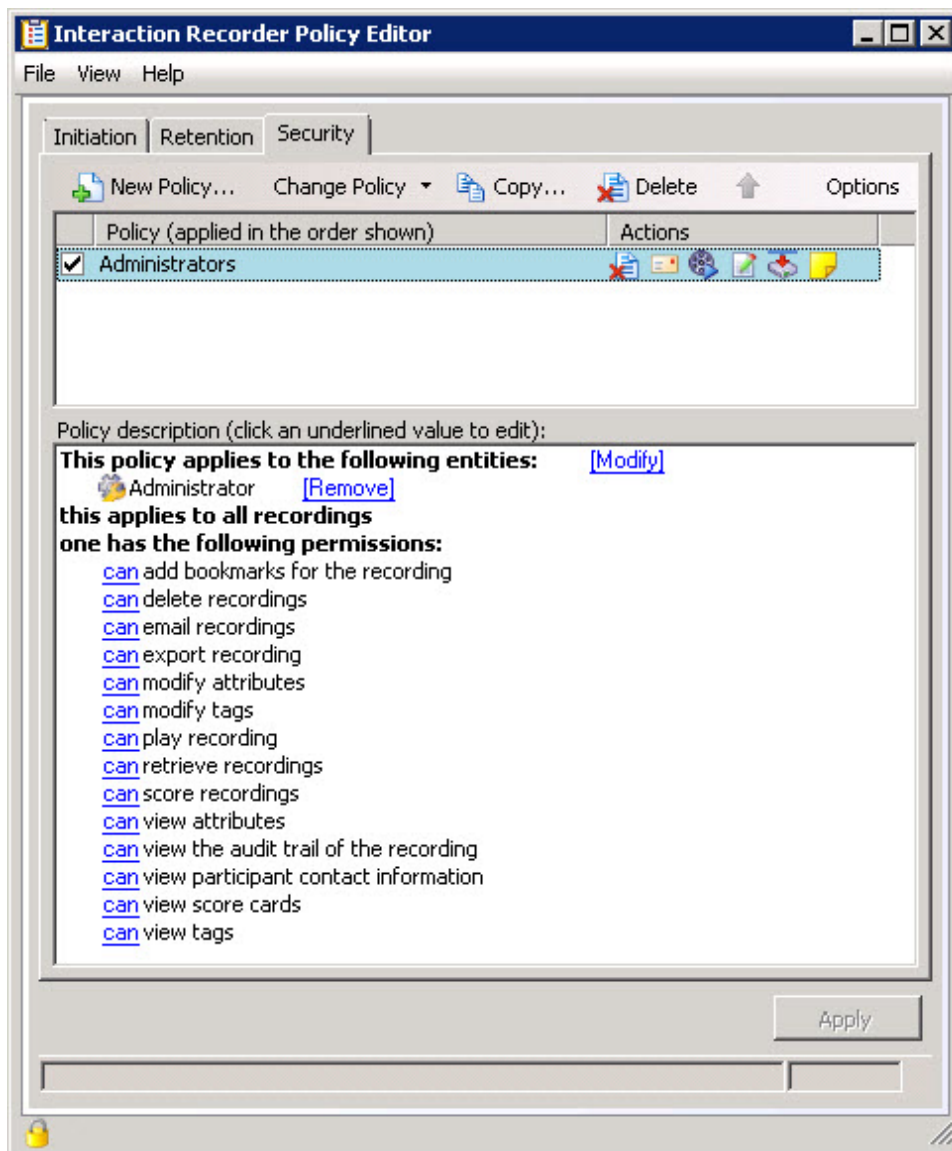 Interaction Recorder Policy Editor
File View Help
Initiation Retention Security
New Policy... Change Policy Copy... Delete Options
Policy (applied in the order shown) Actions
Administrators
Policy description (click an underlined value to edit):
This policy applies to the following entities: [Modify]
Administrator [Remove]
this applies to all recordings
one has the following permissions:
can add bookmarks for the recording
can delete recordings
can email recordings
can export recording
can modify attributes
can modify tags
can play recording
can retrieve recordings
can score recordings
can view attributes
can view the audit trail of the recording
can view participant contact information
can view score cards
can view tags
Apply